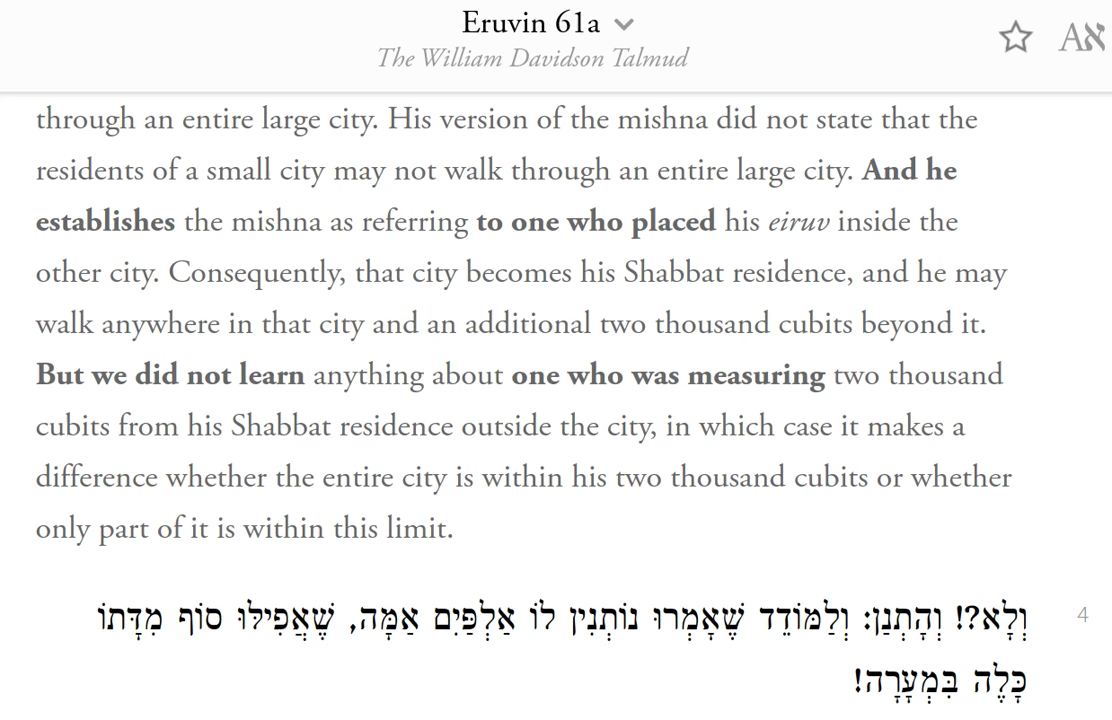 Eruvin 61a
The William Davidson Talmud
Aא
through an entire large city. His version of the mishna did not state that the
residents of a small city may not walk through an entire large city. And he
establishes the mishna as referring to one who placed his eiruv inside the
other city. Consequently, that city becomes his Shabbat residence, and he may
walk anywhere in that city and an additional two thousand cubits beyond it.
But we did not learn anything about one who was measuring two thousand
cubits from his Shabbat residence outside the city, in which case it makes a
difference whether the entire city is within his two thousand cubits or whether
only part of it is within this limit.
4
וְלָא?! וְהָתְנַן: וְלַמּוֹדֵד שֶׁאָמְרוּ נוֹתְנִין לוֹ אַלְפַּיִם אַמָּה, שֶׁאֲפִילּוּ סוֹף מִדָּתוֹ
כָּלֶה בִּמְעָרָה!